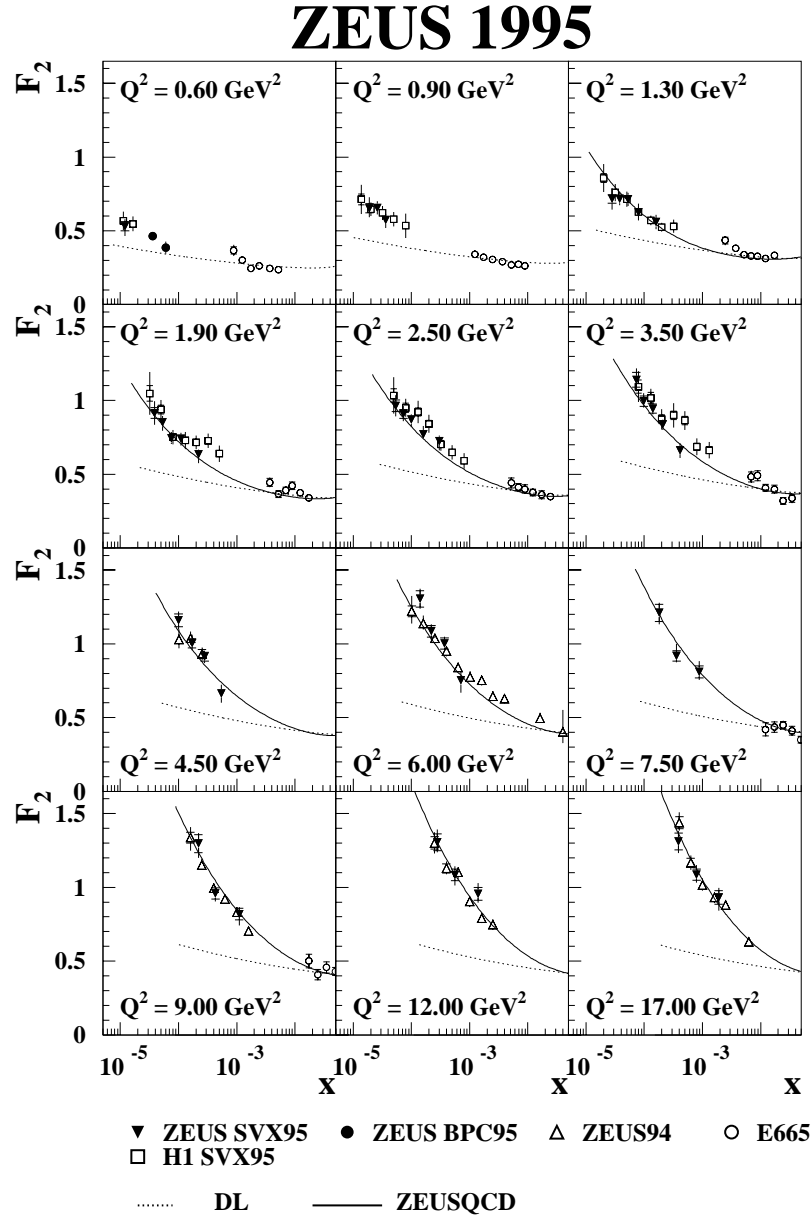 ZEUS 1995
F2
Q2 = 0.60 GeV2
Q2 = 0.90 GeV2
Q2 = 1.30 GeV2
1.5
1
0.5
0
Q2 = 1.90 GeV2
Q2 = 2.50 GeV2
Q2 = 3.50 GeV2
1.5
1
0.5
0
F2
1.5
1
0.5
0
Q2 = 4.50 GeV2
Q2 = 6.00 GeV2
Q2 = 7.50 GeV2
F2
1.5
1
0.5
0
Q2 = 9.00 GeV2
Q2 = 12.00 GeV2
Q2 = 17.00 GeV2
10-5 10-3 x
10-5 10-3 x
10-5 10-3 x
ZEUS SVX95 ZEUS BPC95 ZEUS94 E665
H1 SVX95
DL ZEUSQCD